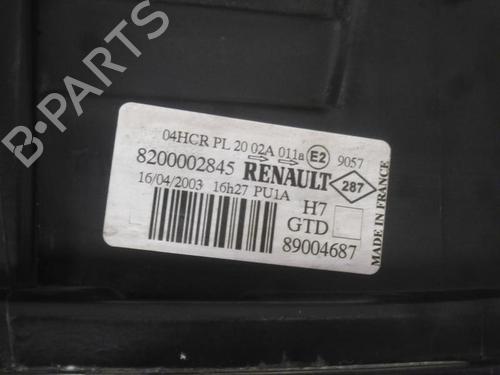 B-PARTS
04HCR PL 20 02A 011a E2 9057
8200002845 RENAULT 287
16/04/2003 16h27 PU1A
H7
GTD
89004687
MADE IN FRANCE